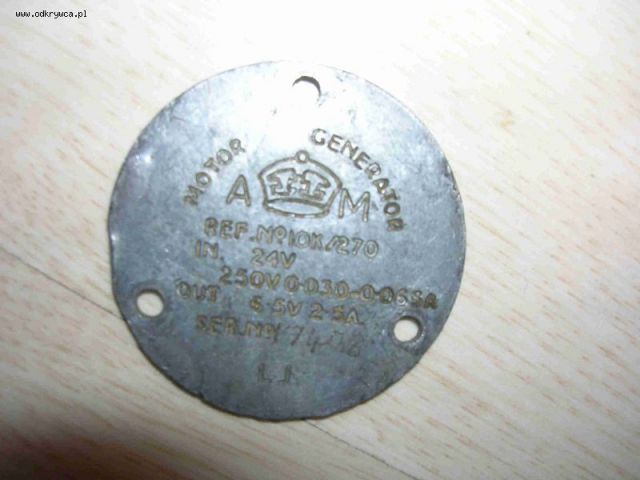 www.odkrywca.pl
MOTOR GENERATOR
A M
REF. Nº 10K/270
IN. 24V
250V 0·030-0·065A
OUT 6·5V 2·5A.
SER. Nº